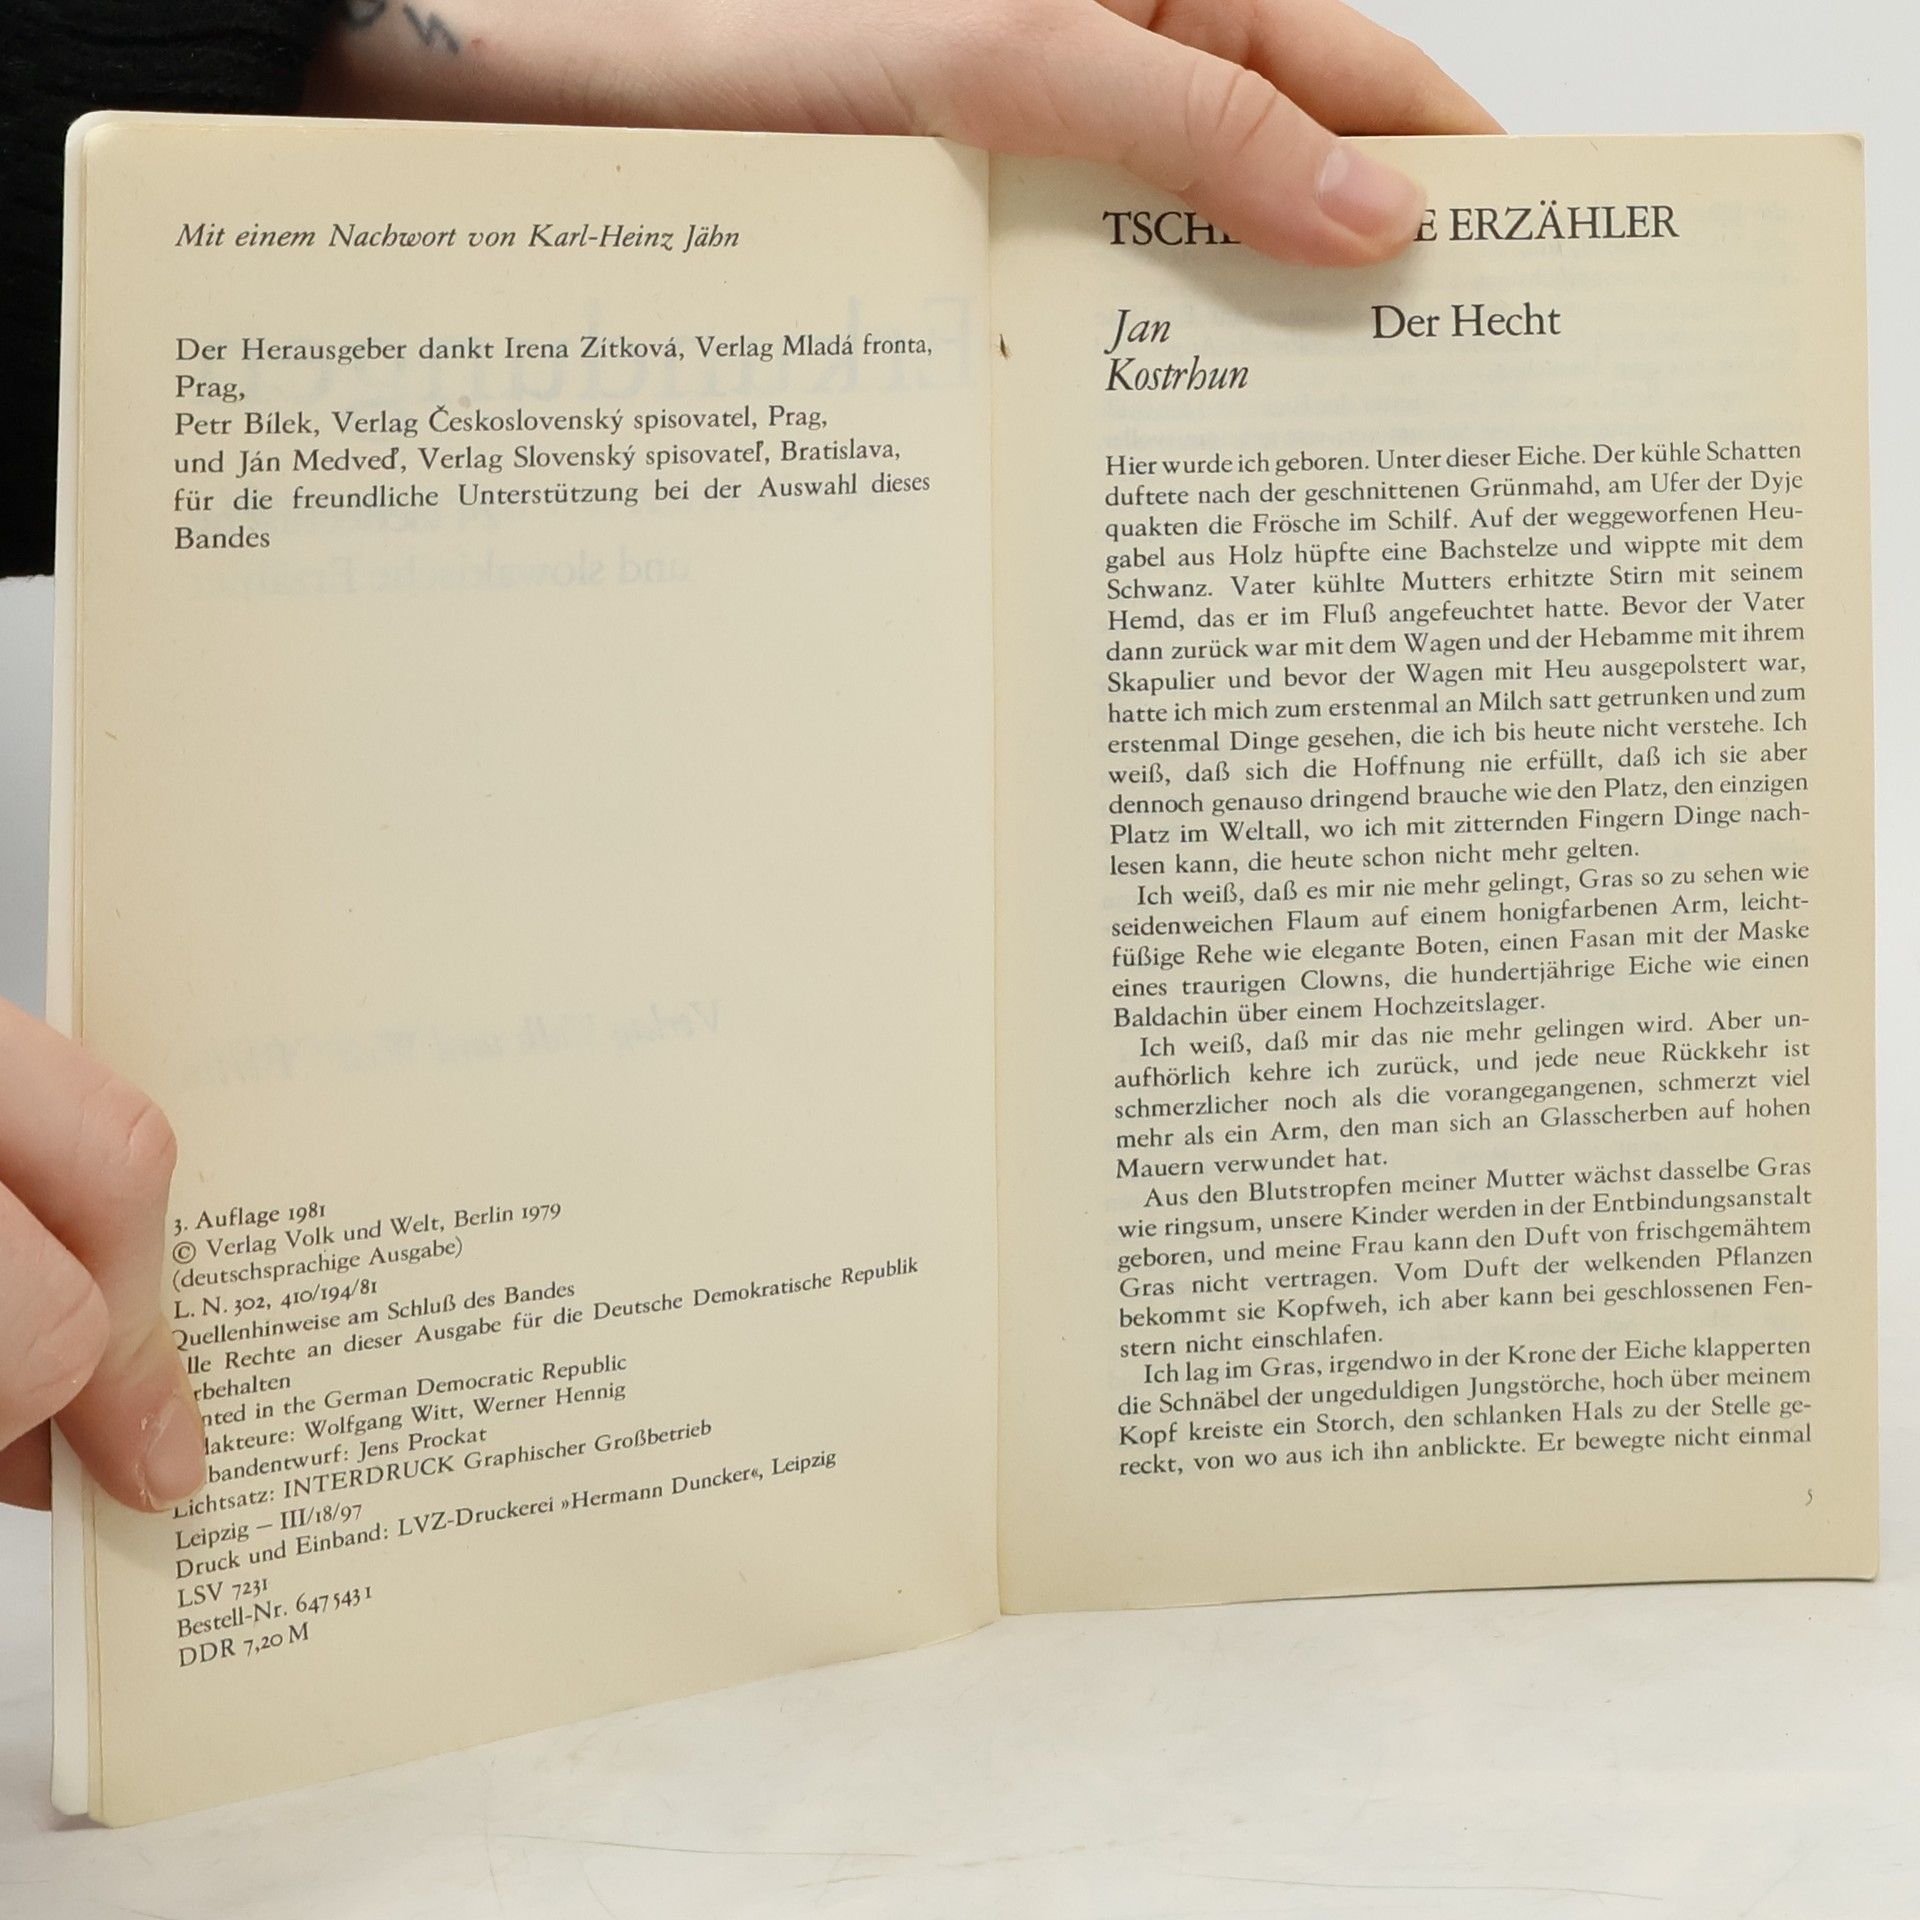 Mit einem Nachwort von Karl-Heinz Jähn
Der Herausgeber dankt Irena Zítková, Verlag Mladá fronta,
Prag,
Petr Bílek, Verlag Československý spisovatel, Prag,
und Ján Medveď, Verlag Slovenský spisovateľ, Bratislava,
für die freundliche Unterstützung bei der Auswahl dieses
Bandes
3. Auflage 1981
© Verlag Volk und Welt, Berlin 1979
(deutschsprachige Ausgabe)
L. N. 302, 410/194/81
Quellenhinweise am Schluß des Bandes
lle Rechte an dieser Ausgabe für die Deutsche Demokratische Republik
rbehalten
nted in the German Democratic Republic
dakteure: Wolfgang Witt, Werner Hennig
bandentwurf: Jens Prockat
Lichtsatz: INTERDRUCK Graphischer Großbetrieb
Leipzig – III/18/97
Druck und Einband: LVZ-Druckerei »Hermann Duncker«, Leipzig
LSV 7231
Bestell-Nr. 647 543 1
DDR 7,20 M
TSCHE E ERZÄHLER
Jan
Kostrhun
Der Hecht
Hier wurde ich geboren. Unter dieser Eiche. Der kühle Schatten
duftete nach der geschnittenen Grünmahd, am Ufer der Dyje
quakten die Frösche im Schilf. Auf der weggeworfenen Heu-
gabel aus Holz hüpfte eine Bachstelze und wippte mit dem
Schwanz. Vater kühlte Mutters erhitzte Stirn mit seinem
Hemd, das er im Fluß angefeuchtet hatte. Bevor der Vater
dann zurück war mit dem Wagen und der Hebamme mit ihrem
Skapulier und bevor der Wagen mit Heu ausgepolstert war,
hatte ich mich zum erstenmal an Milch satt getrunken und zum
erstenmal Dinge gesehen, die ich bis heute nicht verstehe. Ich
weiß, daß sich die Hoffnung nie erfüllt, daß ich sie aber
dennoch genauso dringend brauche wie den Platz, den einzigen
Platz im Weltall, wo ich mit zitternden Fingern Dinge nach-
lesen kann, die heute schon nicht mehr gelten.
Ich weiß, daß es mir nie mehr gelingt, Gras so zu sehen wie
seidenweichen Flaum auf einem honigfarbenen Arm, leicht-
füßige Rehe wie elegante Boten, einen Fasan mit der Maske
eines traurigen Clowns, die hundertjährige Eiche wie einen
Baldachin über einem Hochzeitslager.
Ich weiß, daß mir das nie mehr gelingen wird. Aber un-
aufhörlich kehre ich zurück, und jede neue Rückkehr ist
schmerzlicher noch als die vorangegangenen, schmerzt viel
mehr als ein Arm, den man sich an Glasscherben auf hohen
Mauern verwundet hat.
Aus den Blutstropfen meiner Mutter wächst dasselbe Gras
wie ringsum, unsere Kinder werden in der Entbindungsanstalt
geboren, und meine Frau kann den Duft von frischgemähtem
Gras nicht vertragen. Vom Duft der welkenden Pflanzen
bekommt sie Kopfweh, ich aber kann bei geschlossenen Fen-
stern nicht einschlafen.
Ich lag im Gras, irgendwo in der Krone der Eiche klapperten
die Schnäbel der ungeduldigen Jungstörche, hoch über meinem
Kopf kreiste ein Storch, den schlanken Hals zu der Stelle ge-
reckt, von wo aus ich ihn anblickte. Er bewegte nicht einmal
5